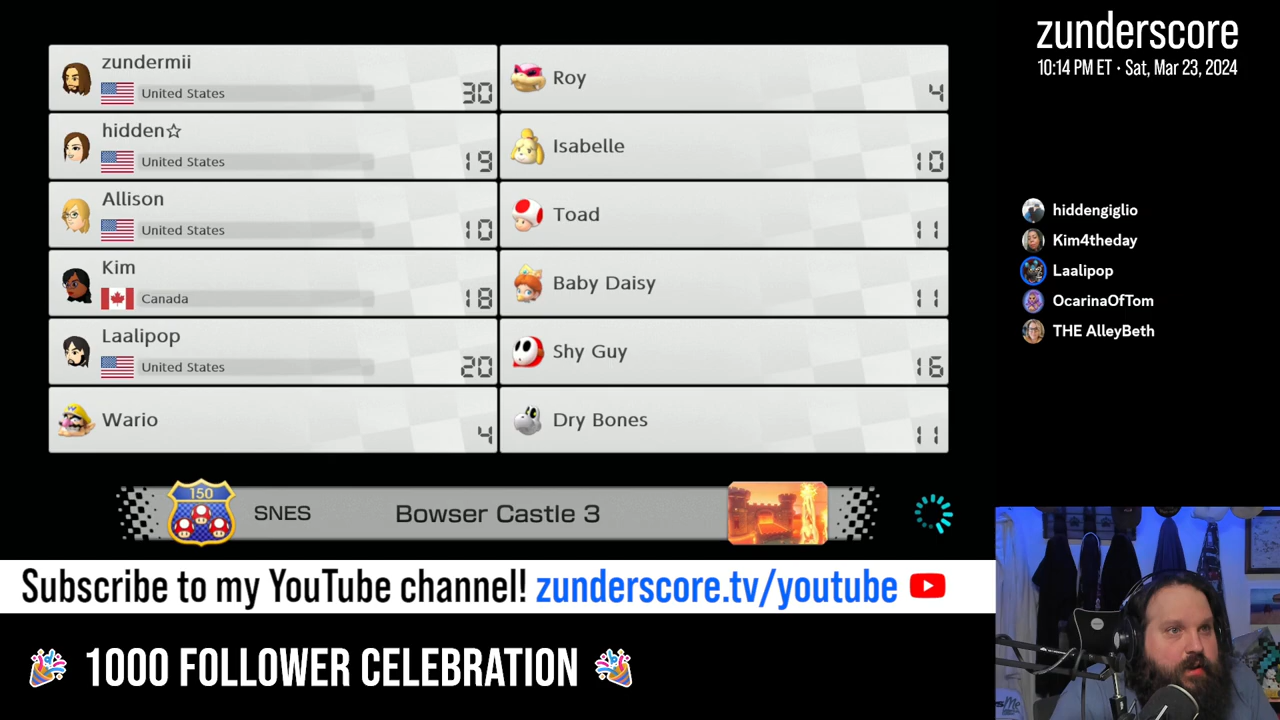 zundermii
United States
30
hidden☆
United States
19
Allison
United States
10
Kim
Canada
18
Laalipop
United States
20
Wario
4
Roy
4
Isabelle
10
Toad
11
Baby Daisy
11
Shy Guy
16
Dry Bones
11
150
SNES Bowser Castle 3
Subscribe to my YouTube channel! zunderscore.tv/youtube
🎉 1000 FOLLOWER CELEBRATION 🎉
zunderscore
10:14 PM ET • Sat, Mar 23, 2024
hiddengiglio
Kim4theday
Laalipop
OcarinaOfTom
THE AlleyBeth